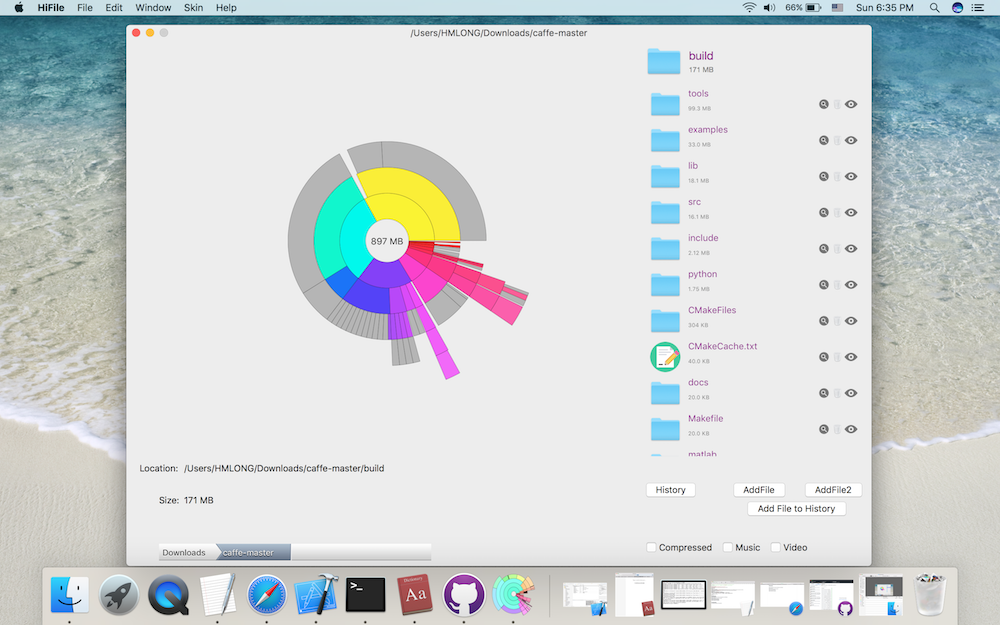 HiFile File Edit Window Skin Help 66% Sun 6:35 PM
/Users/HMLONG/Downloads/caffe-master
build
171 MB
tools
99.3 MB
examples
33.0 MB
lib
18.1 MB
src
16.1 MB
include
2.12 MB
python
1.75 MB
CMakeFiles
304 KB
CMakeCache.txt
40.0 KB
docs
20.0 KB
Makefile
20.0 KB
matlab
897 MB
Location: /Users/HMLONG/Downloads/caffe-master/build
Size: 171 MB
History AddFile AddFile2
Add File to History
Compressed Music Video
Downloads caffe-master
Dictionary
Aa
>_
Aa